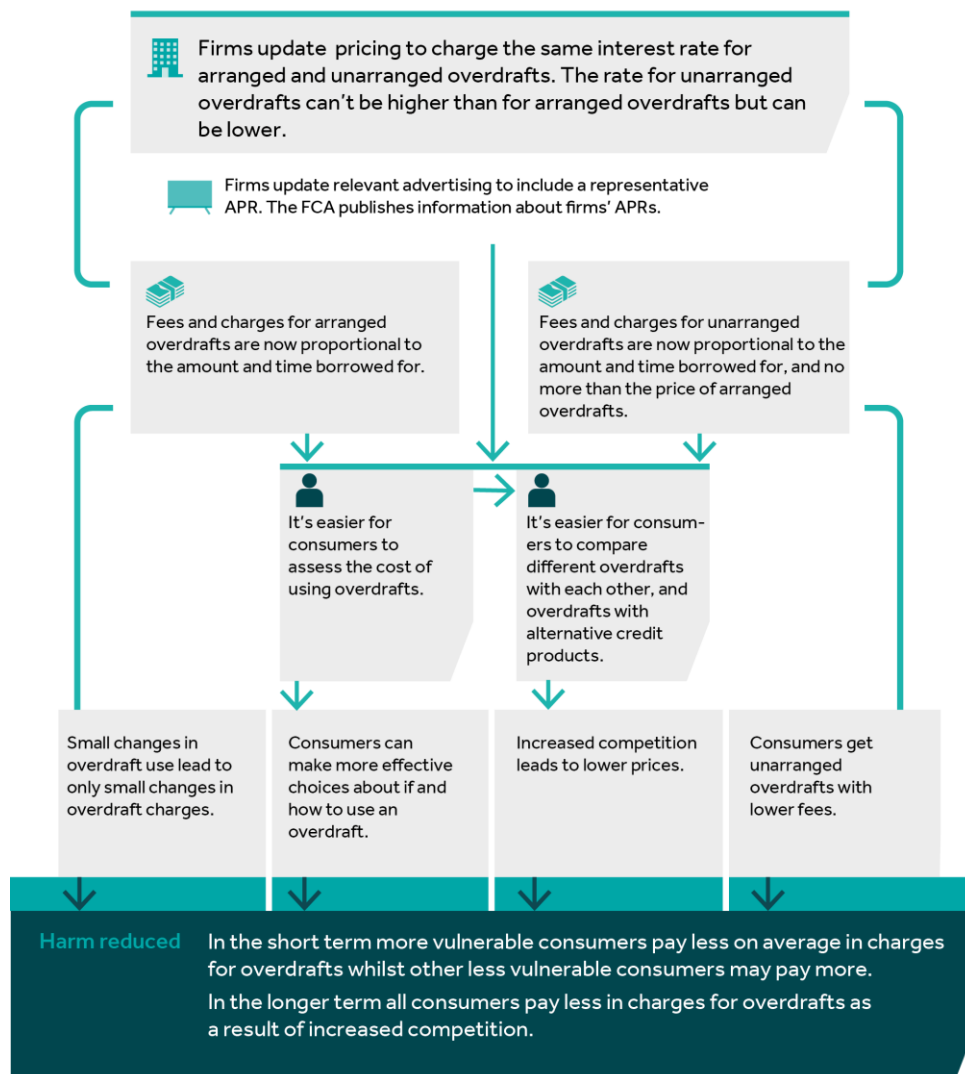 Firms update pricing to charge the same interest rate for
arranged and unarranged overdrafts. The rate for unarranged
overdrafts can't be higher than for arranged overdrafts but can
be lower.
Firms update relevant advertising to include a representative
APR. The FCA publishes information about firms' APRs.
Fees and charges for arranged
overdrafts are now proportional to
the amount and time borrowed for.
Fees and charges for unarranged
overdrafts are now proportional to the
amount and time borrowed for, and no
more than the price of arranged
overdrafts.
It's easier for
consumers to
assess the cost of
using overdrafts.
It's easier for consum-
ers to compare
different overdrafts
with each other, and
overdrafts with
alternative credit
products.
Small changes in
overdraft use lead to
only small changes in
overdraft charges.
Consumers can
make more effective
choices about if and
how to use an
overdraft.
Increased competition
leads to lower prices.
Consumers get
unarranged
overdrafts with
lower fees.
Harm reduced
In the short term more vulnerable consumers pay less on average in charges
for overdrafts whilst other less vulnerable consumers may pay more.
In the longer term all consumers pay less in charges for overdrafts as
a result of increased competition.